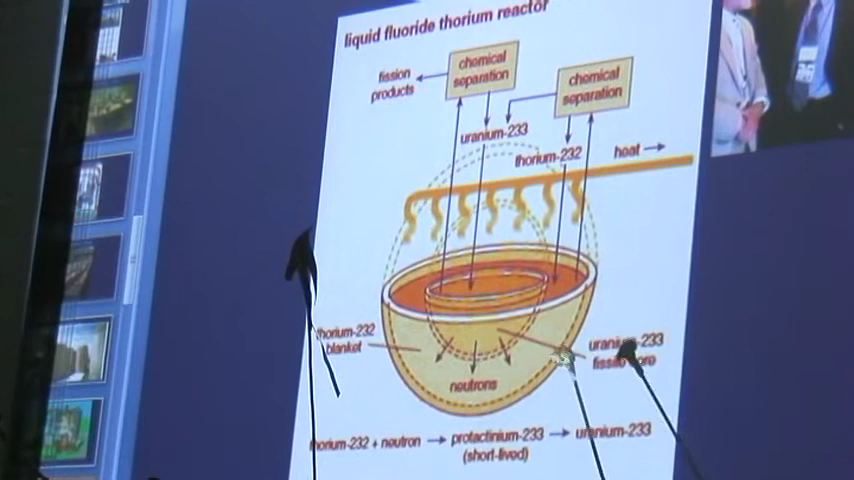 liquid fluoride thorium reactor
chemical
separation
fission
products
chemical
separation
uranium-233
thorium-232
heat
thorium-232
blanket
uranium-233
fissile core
neutrons
thorium-232 + neutron → protactinium-233 → uranium-233
(short-lived)